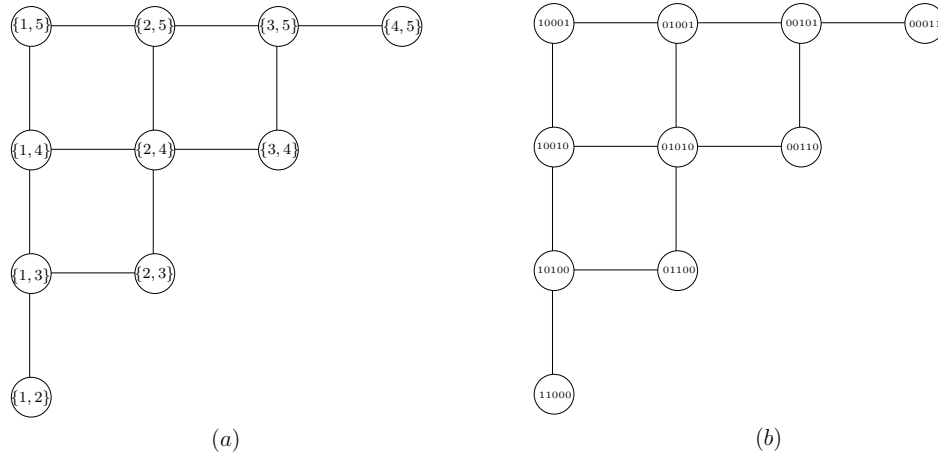 {1, 5} {2, 5} {3, 5} {4, 5}
{1, 4} {2, 4} {3, 4}
{1, 3} {2, 3}
{1, 2}
(a)
10001 01001 00101 00011
10010 01010 00110
10100 01100
11000
(b)